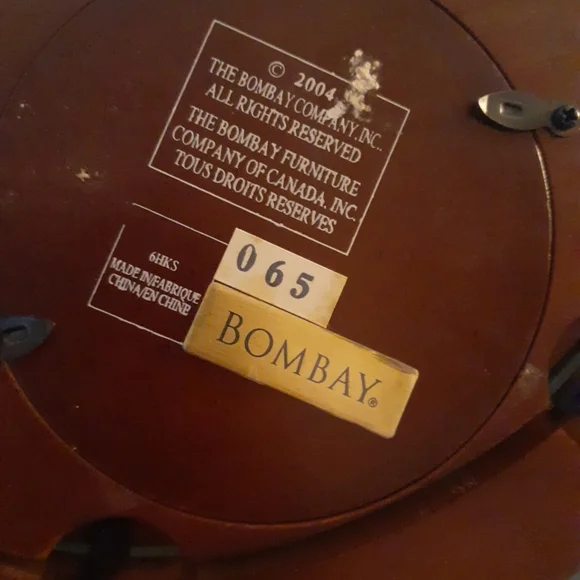 © 2004
THE BOMBAY COMPANY, INC.
ALL RIGHTS RESERVED
THE BOMBAY FURNITURE
COMPANY OF CANADA, INC.
TOUS DROITS RESERVES
065
6HKS
MADE IN/FABRIQUE
CHINA/EN CHINE
BOMBAY®